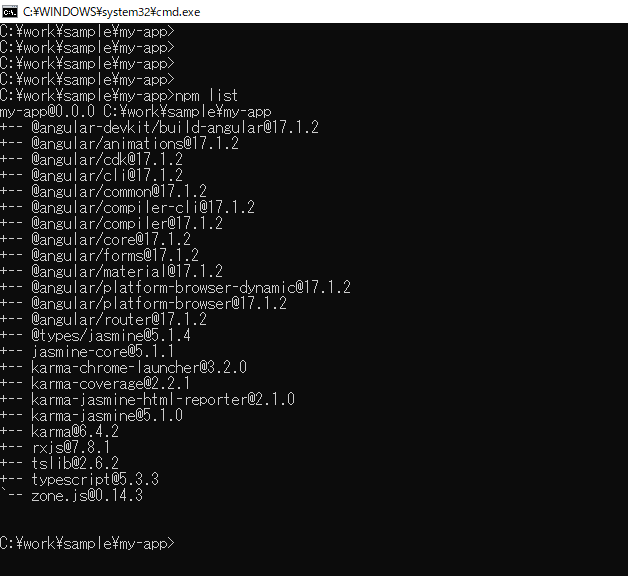 C:¥WINDOWS¥system32¥cmd.exe
C:¥work¥sample¥my-app>
C:¥work¥sample¥my-app>
C:¥work¥sample¥my-app>
C:¥work¥sample¥my-app>
C:¥work¥sample¥my-app>npm list
my-app@0.0.0 C:¥work¥sample¥my-app
+-- @angular-devkit/build-angular@17.1.2
+-- @angular/animations@17.1.2
+-- @angular/cdk@17.1.2
+-- @angular/cli@17.1.2
+-- @angular/common@17.1.2
+-- @angular/compiler-cli@17.1.2
+-- @angular/compiler@17.1.2
+-- @angular/core@17.1.2
+-- @angular/forms@17.1.2
+-- @angular/material@17.1.2
+-- @angular/platform-browser-dynamic@17.1.2
+-- @angular/platform-browser@17.1.2
+-- @angular/router@17.1.2
+-- @types/jasmine@5.1.4
+-- jasmine-core@5.1.1
+-- karma-chrome-launcher@3.2.0
+-- karma-coverage@2.2.1
+-- karma-jasmine-html-reporter@2.1.0
+-- karma-jasmine@5.1.0
+-- karma@6.4.2
+-- rxjs@7.8.1
+-- tslib@2.6.2
+-- typescript@5.3.3
`-- zone.js@0.14.3
C:¥work¥sample¥my-app>